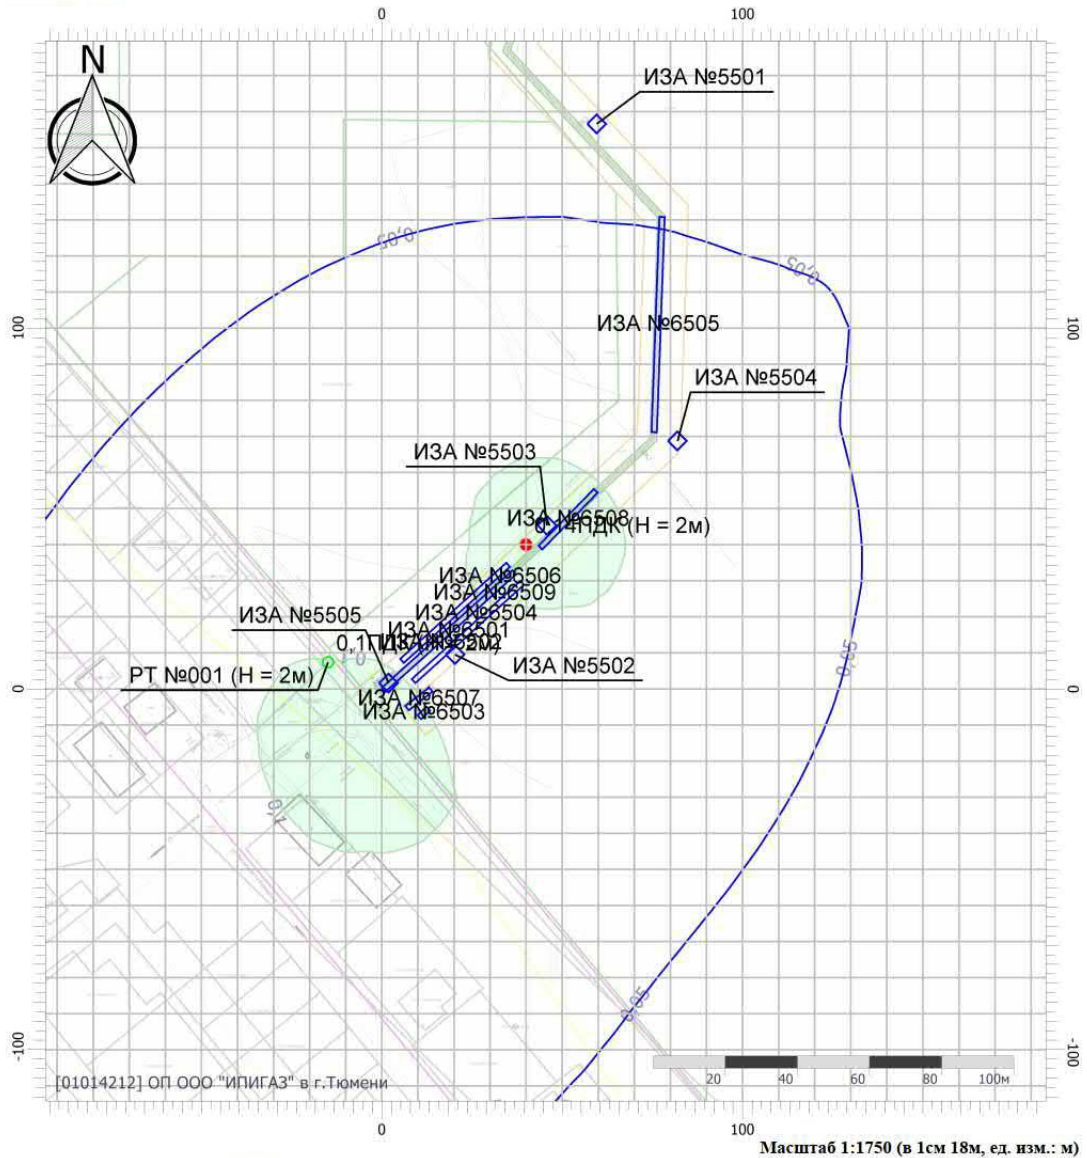 0 100
N
ИЗА №5501
0,05
0,05
100 100
ИЗА №6505
ИЗА №5504
ИЗА №5503
ИЗА №6508
ПДК (H = 2м)
ИЗА №6506
ИЗА №6509
ИЗА №6504
ИЗА №5505
ИЗА №6501
0,1
РТ №001 (H = 2м)
ИЗА №5502
0,05
0 0
ИЗА №6507
ИЗА №6503
0,1
0,05
-100 -100
[01014212] ОП ООО "ИПИГАЗ" в г.Тюмени
20 40 60 80 100м
0 100
Масштаб 1:1750 (в 1см 18м, ед. изм.: м)